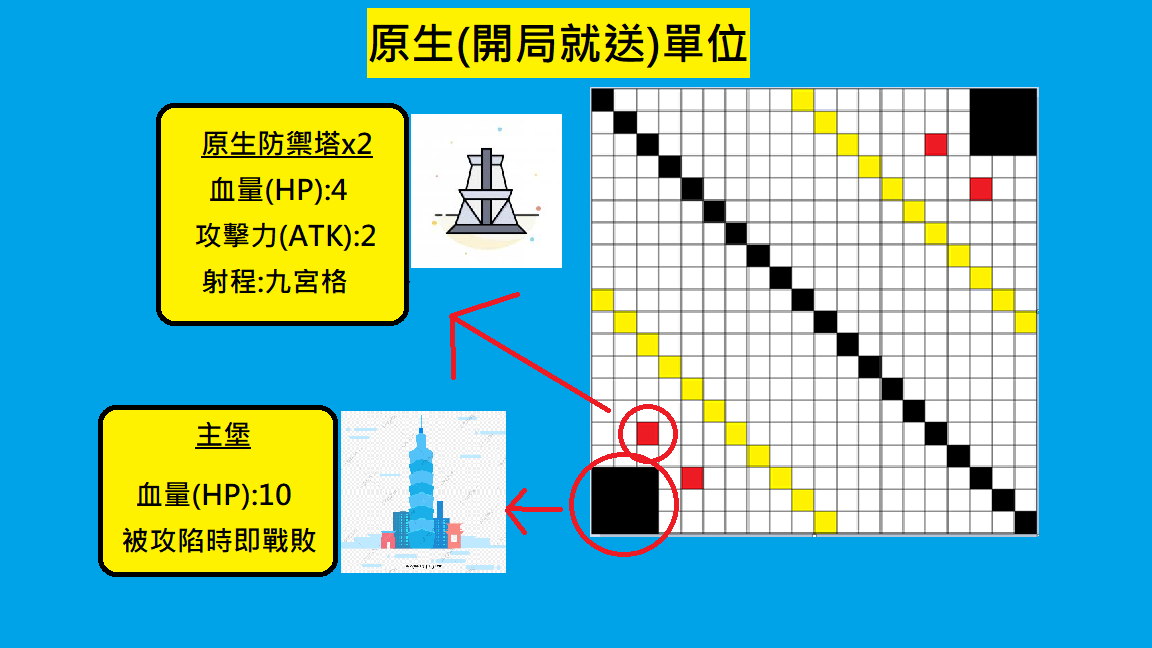 原生(開局就送)單位
原生防禦塔x2
血量(HP):4
攻擊力(ATK):2
射程:九宮格
主堡
血量(HP):10
被攻陷時即戰敗